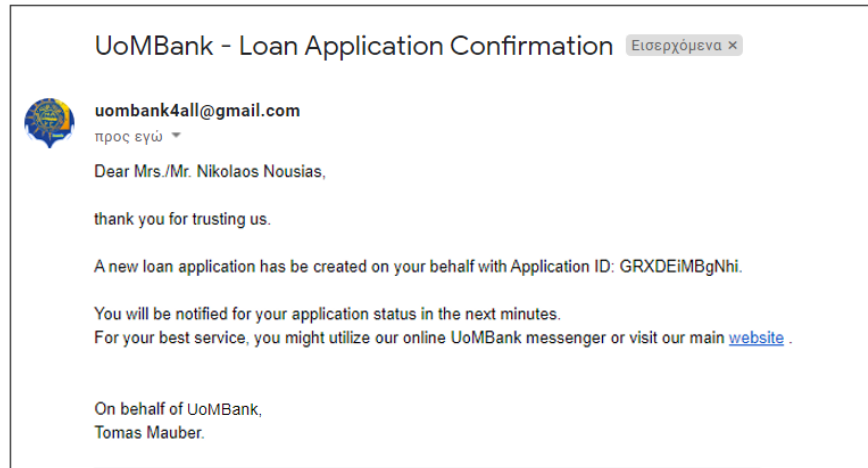 UoMBank - Loan Application Confirmation Εισερχόμενα ×
uombank4all@gmail.com
προς εγώ
Dear Mrs./Mr. Nikolaos Nousias,
thank you for trusting us.
A new loan application has be created on your behalf with Application ID: GRXDEiMBgNhi.
You will be notified for your application status in the next minutes.
For your best service, you might utilize our online UoMBank messenger or visit our main website .
On behalf of UoMBank,
Tomas Mauber.